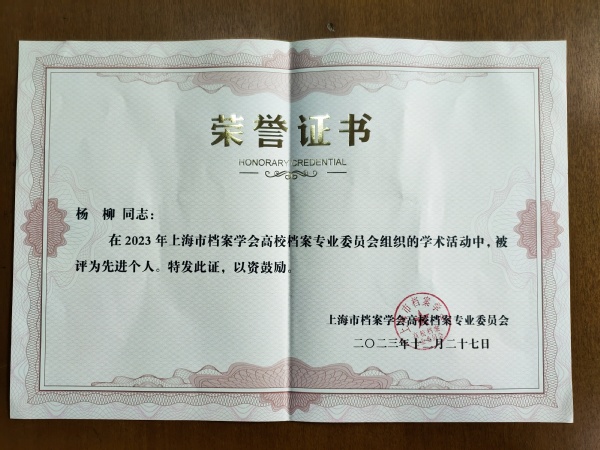 荣誉证书
HONORARY CREDENTIAL
杨 柳 同志：
在2023年上海市档案学会高校档案专业委员会组织的学术活动中，被
评为先进个人。特发此证，以资鼓励。
上海市档案学会高校档案专业委员会
二〇二三年十二月二十七日